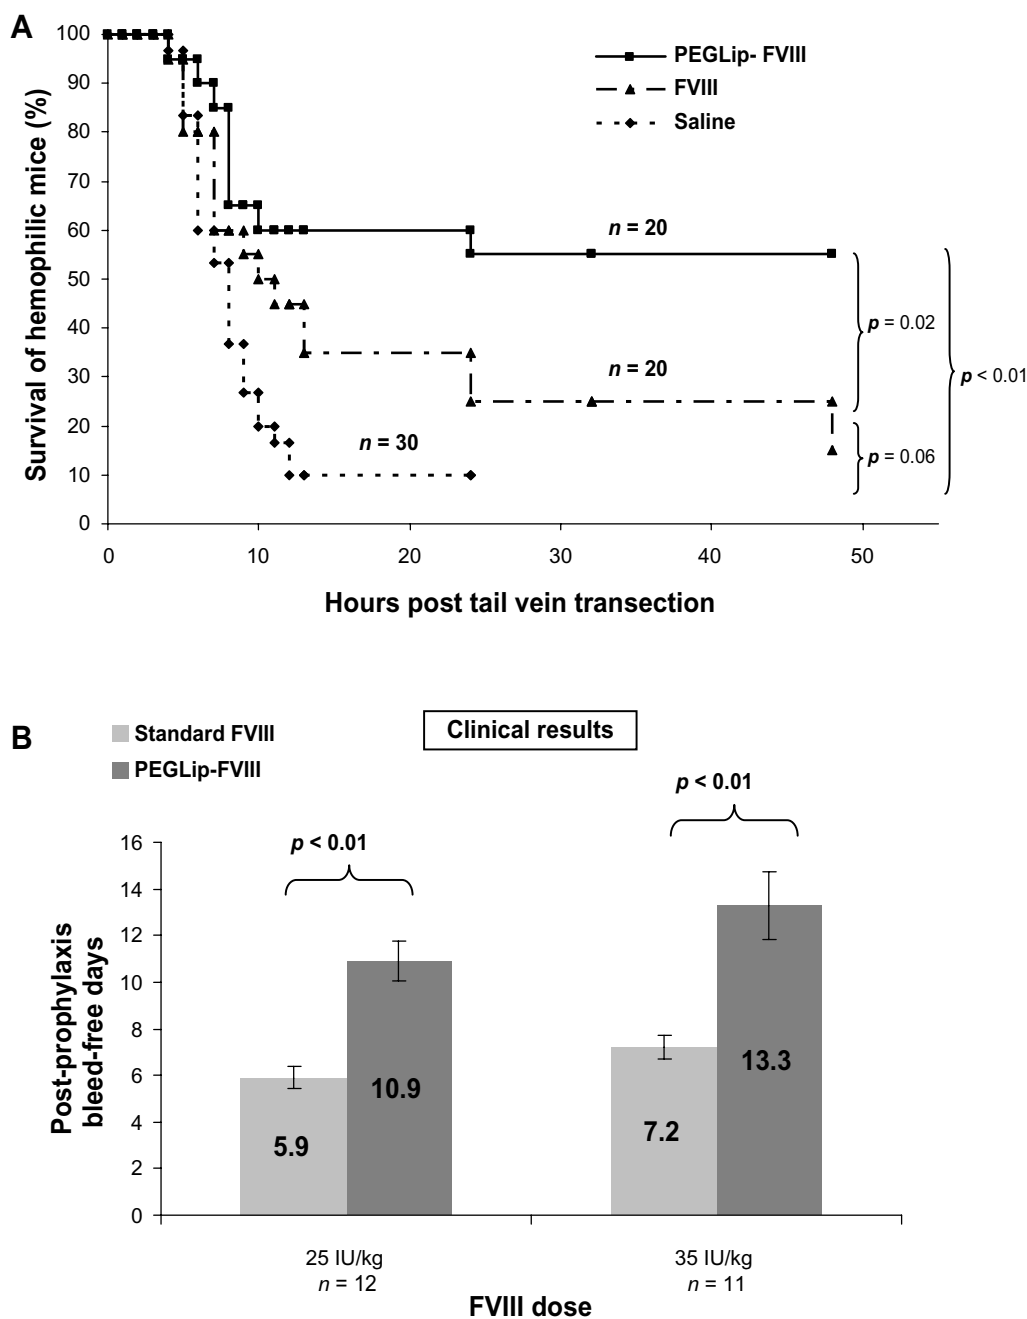 A
PEGLip- FVIII
FVIII
Saline
Survival of hemophilic mice (%)
100
90
80
70
60
50
40
30
20
10
0
n = 20
n = 20
n = 30
p = 0.02
p < 0.01
p = 0.06
0 10 20 30 40 50
Hours post tail vein transection
B
Standard FVIII
PEGLip-FVIII
Clinical results
p < 0.01
p < 0.01
Post-prophylaxis
bleed-free days
16
14
12
10
8
6
4
2
0
5.9
10.9
7.2
13.3
25 IU/kg
n = 12
35 IU/kg
n = 11
FVIII dose